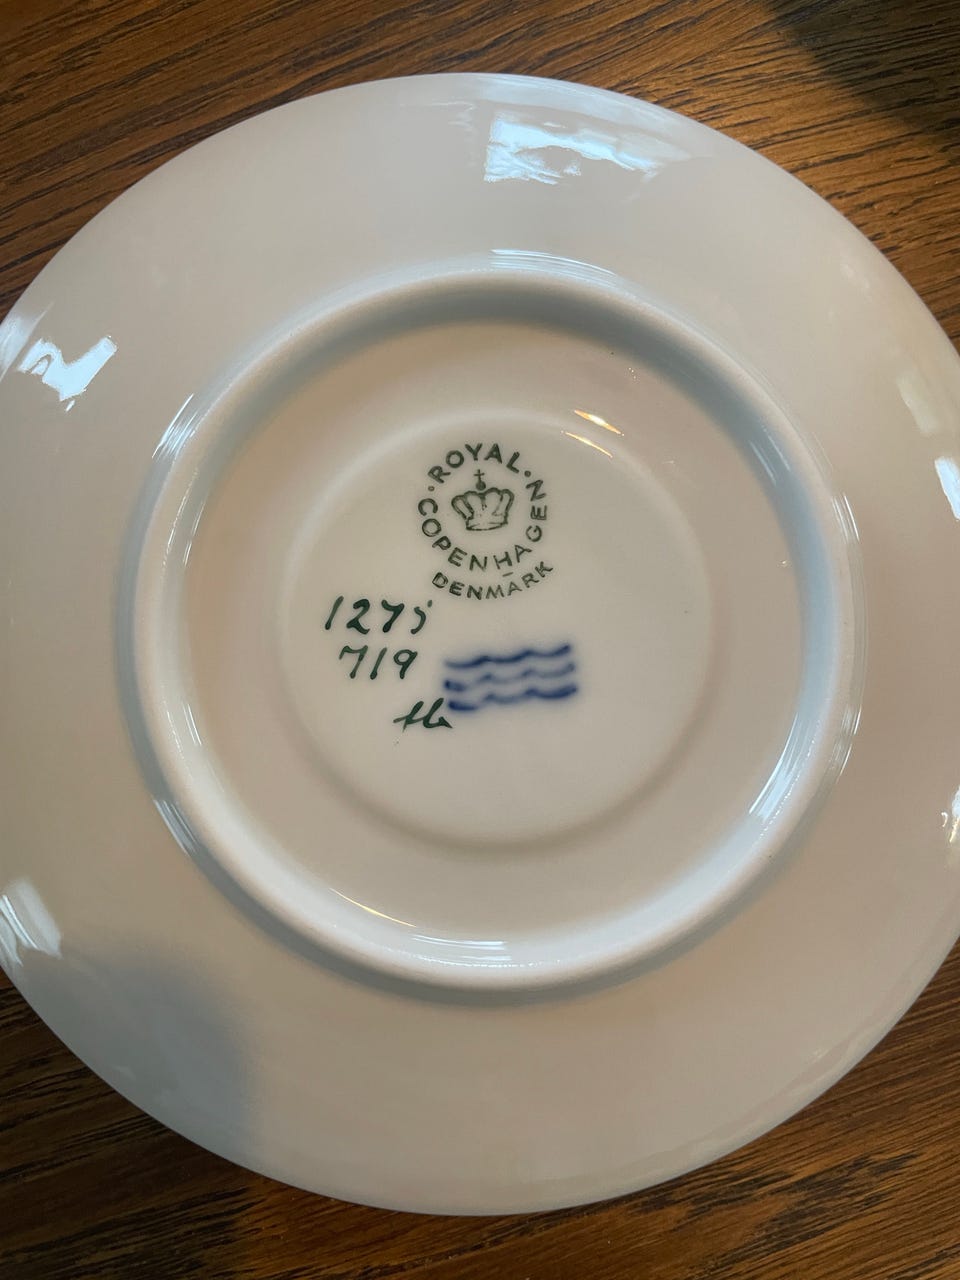 ROYAL
COPENHAGEN
DENMARK
1275
719